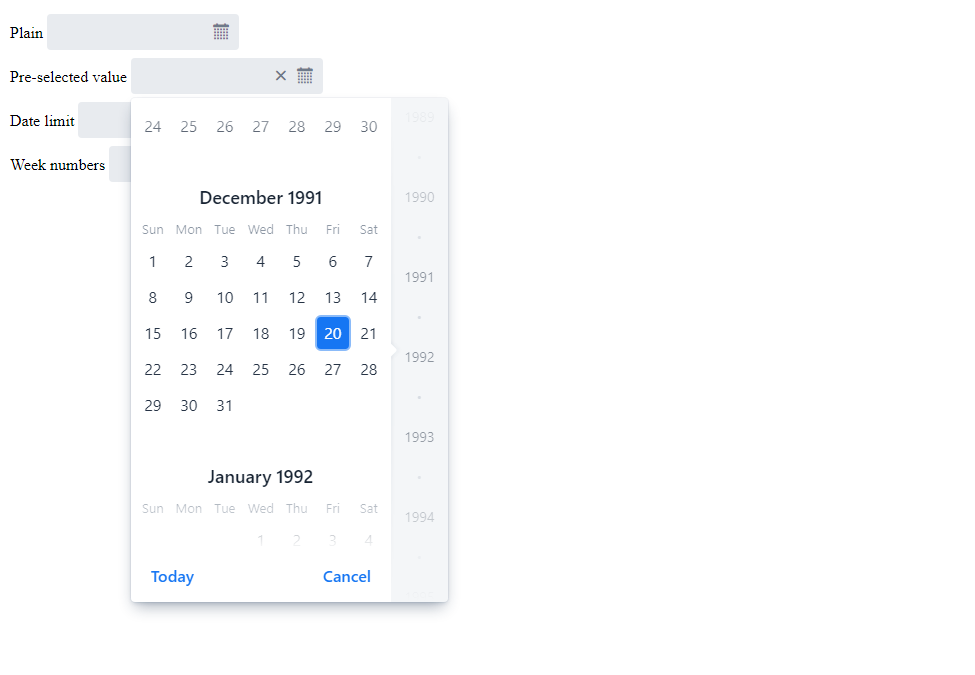 Plain
Pre-selected value
Date limit
Week numbers
24 25 26 27 28 29 30
December 1991
Sun Mon Tue Wed Thu Fri Sat
1 2 3 4 5 6 7
8 9 10 11 12 13 14
15 16 17 18 19 20 21
22 23 24 25 26 27 28
29 30 31
January 1992
Sun Mon Tue Wed Thu Fri Sat
1 2 3 4
Today Cancel
1989
1990
1991
1992
1993
1994